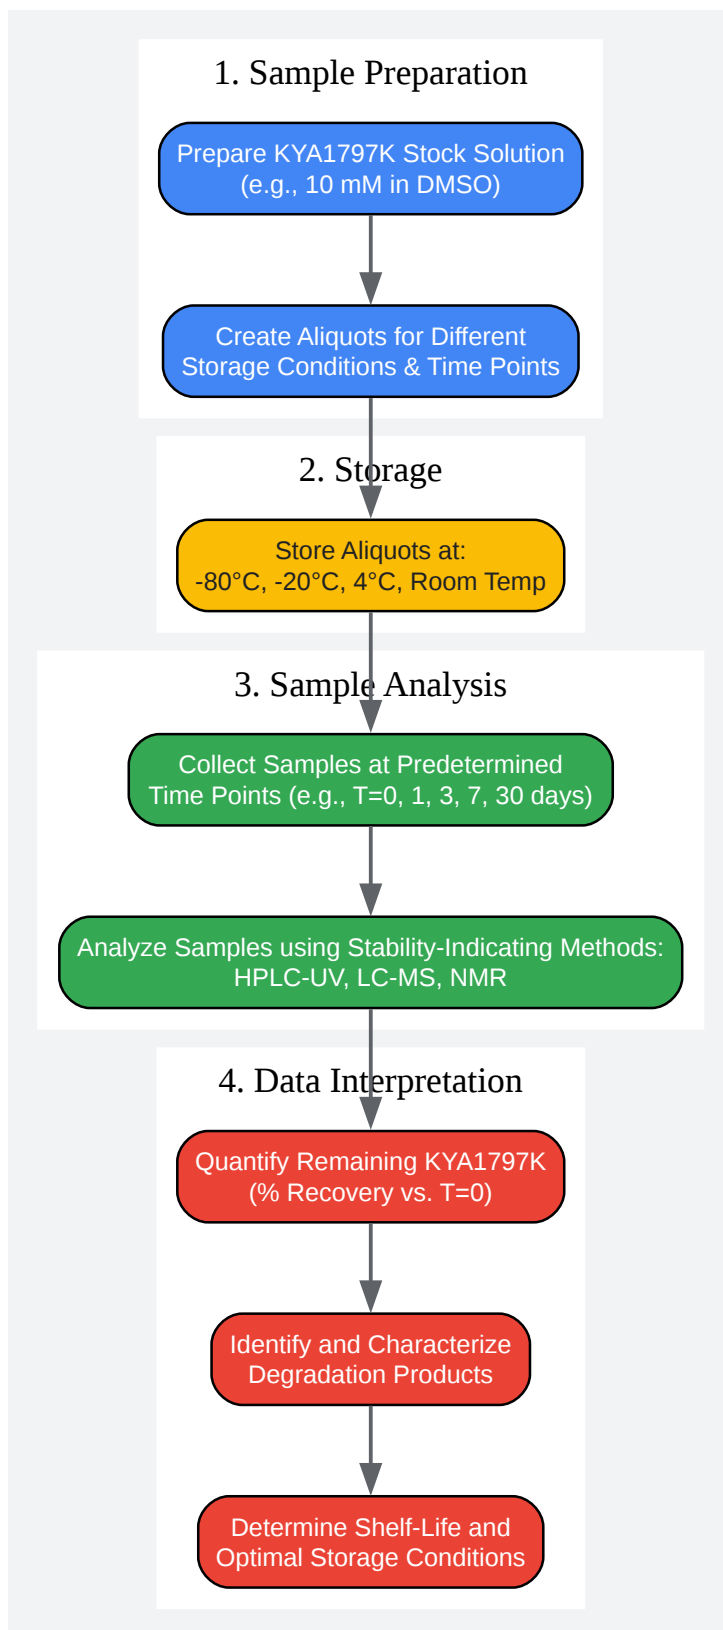 1. Sample Preparation
Prepare KYA1797K Stock Solution
(e.g., 10 mM in DMSO)
Create Aliquots for Different
Storage Conditions & Time Points
2. Storage
Store Aliquots at:
-80°C, -20°C, 4°C, Room Temp
3. Sample Analysis
Collect Samples at Predetermined
Time Points (e.g., T=0, 1, 3, 7, 30 days)
Analyze Samples using Stability-Indicating Methods:
HPLC-UV, LC-MS, NMR
4. Data Interpretation
Quantify Remaining KYA1797K
(% Recovery vs. T=0)
Identify and Characterize
Degradation Products
Determine Shelf-Life and
Optimal Storage Conditions